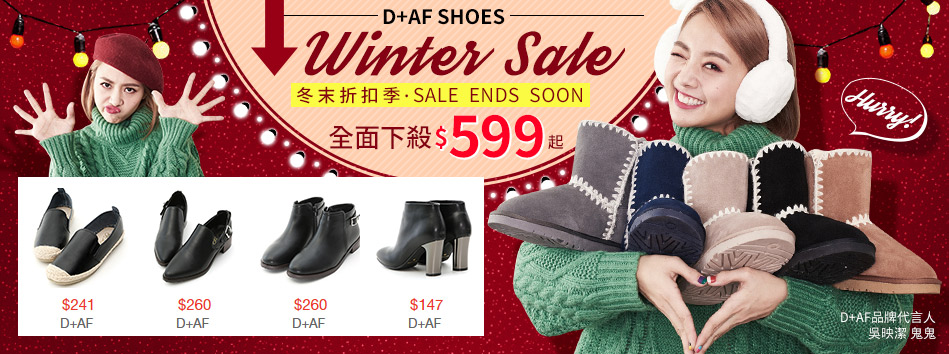 D+AF SHOES
Winter Sale
冬末折扣季·SALE ENDS SOON
全面下殺$599起
Hurry!
$241
D+AF
$260
D+AF
$260
D+AF
$147
D+AF
D+AF品牌代言人
吳映潔 鬼鬼